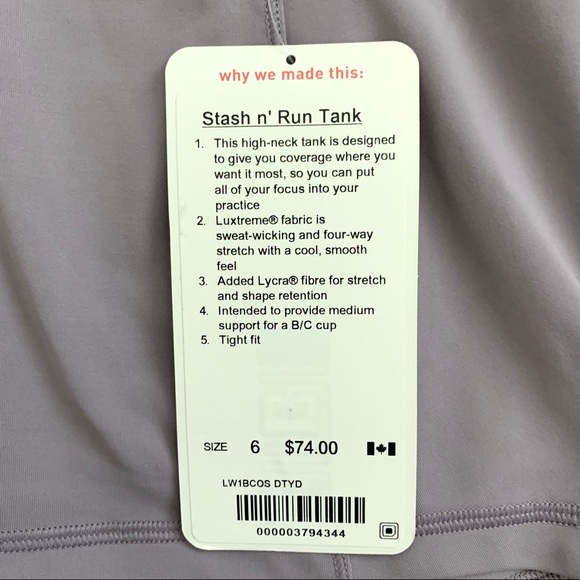 why we made this:
Stash n' Run Tank
1. This high-neck tank is designed
to give you coverage where you
want it most, so you can put
all of your focus into your
practice
2. Luxtreme® fabric is
sweat-wicking and four-way
stretch with a cool, smooth
feel
3. Added Lycra® fibre for stretch
and shape retention
4. Intended to provide medium
support for a B/C cup
5. Tight fit
SIZE 6 $74.00
LW1BCOS DTYD
000003794344